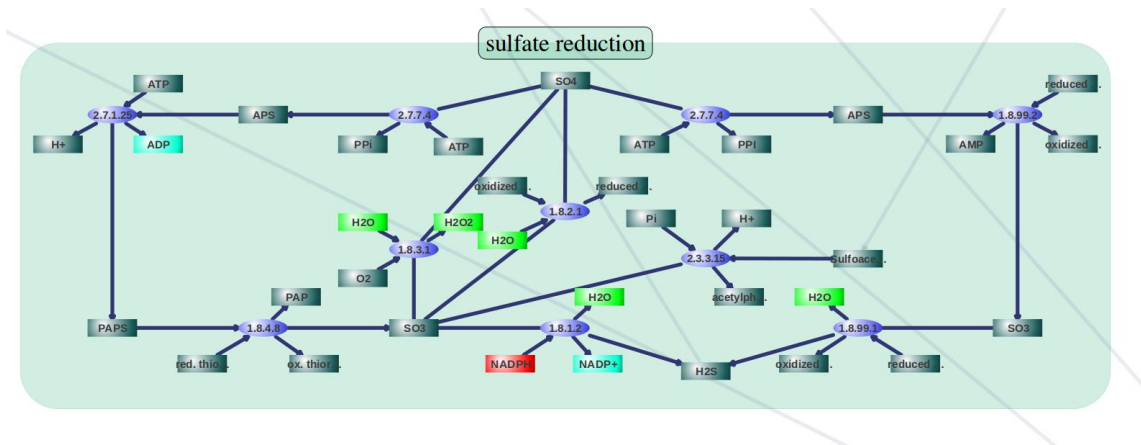 sulfate reduction
ATP
SO4
reduced ..
2.7.1.25
APS
2.7.7.4
2.7.7.4
APS
1.8.99.2
H+
ADP
PPi
ATP
ATP
PPI
AMP
oxidized ..
oxidized ..
reduced ..
H2O
H2O2
H2O
1.8.2.1
Pi
H+
1.8.3.1
O2
2.3.3.15
Sulfoace...
PAP
H2O
acetylph...
H2O
PAPS
1.8.4.8
SO3
1.8.1.2
1.8.99.1
SO3
red. thio...
ox. thior...
NADPH
NADP+
H2S
oxidized ..
reduced ..